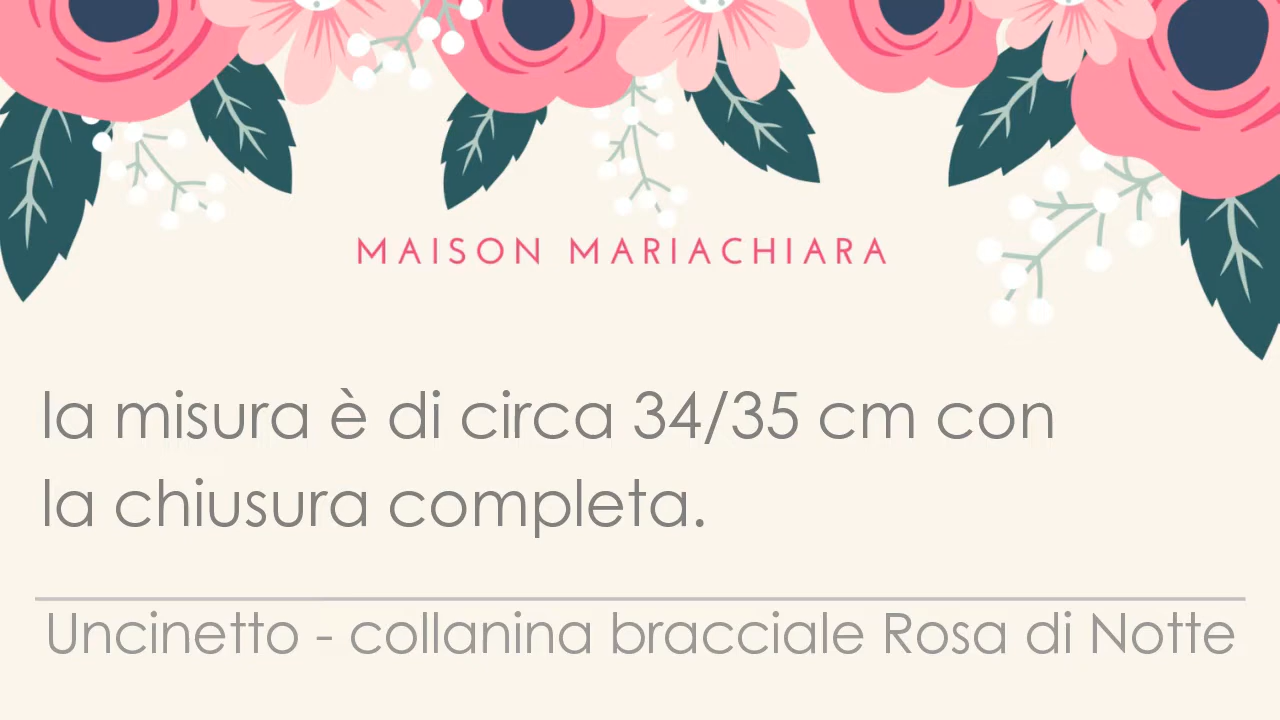 MAISON MARIACHIARA
la misura è di circa 34/35 cm con
la chiusura completa.
Uncinetto - collanina bracciale Rosa di Notte